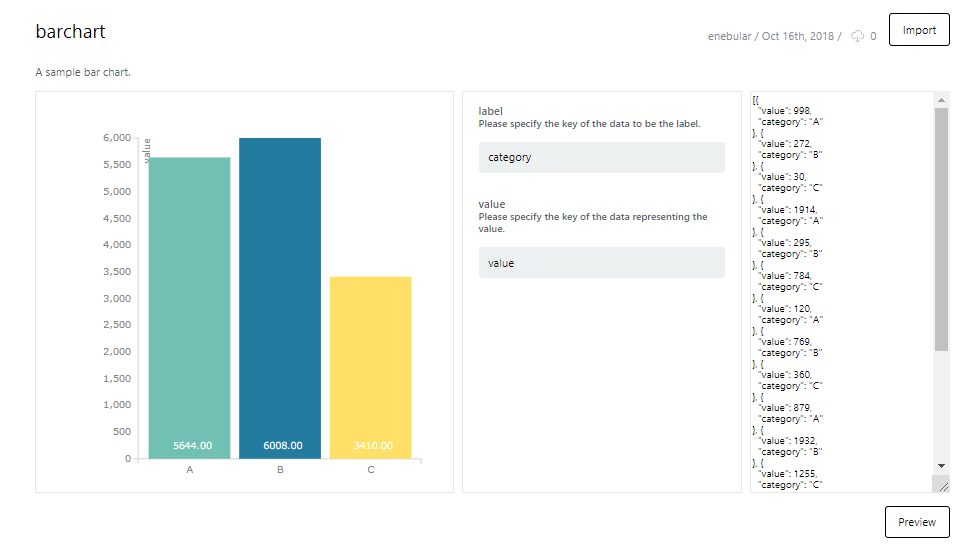 barchart
enebular / Oct 16th, 2018 /
0
Import
A sample bar chart.
6,000
5,500
5,000
4,500
4,000
3,500
3,000
2,500
2,000
1,500
1,000
500
0
value
5644.00
6008.00
3410.00
A
B
C
label
Please specify the key of the data to be the label.
category
value
Please specify the key of the data representing the
value.
value
[{
"value": 998,
"category": "A"
}, {
"value": 272,
"category": "B"
}, {
"value": 30,
"category": "C"
}, {
"value": 1914,
"category": "A"
}, {
"value": 295,
"category": "B"
}, {
"value": 784,
"category": "C"
}, {
"value": 120,
"category": "A"
}, {
"value": 769,
"category": "B"
}, {
"value": 360,
"category": "C"
}, {
"value": 879,
"category": "A"
}, {
"value": 1932,
"category": "B"
}, {
"value": 1255,
"category": "C"
Preview